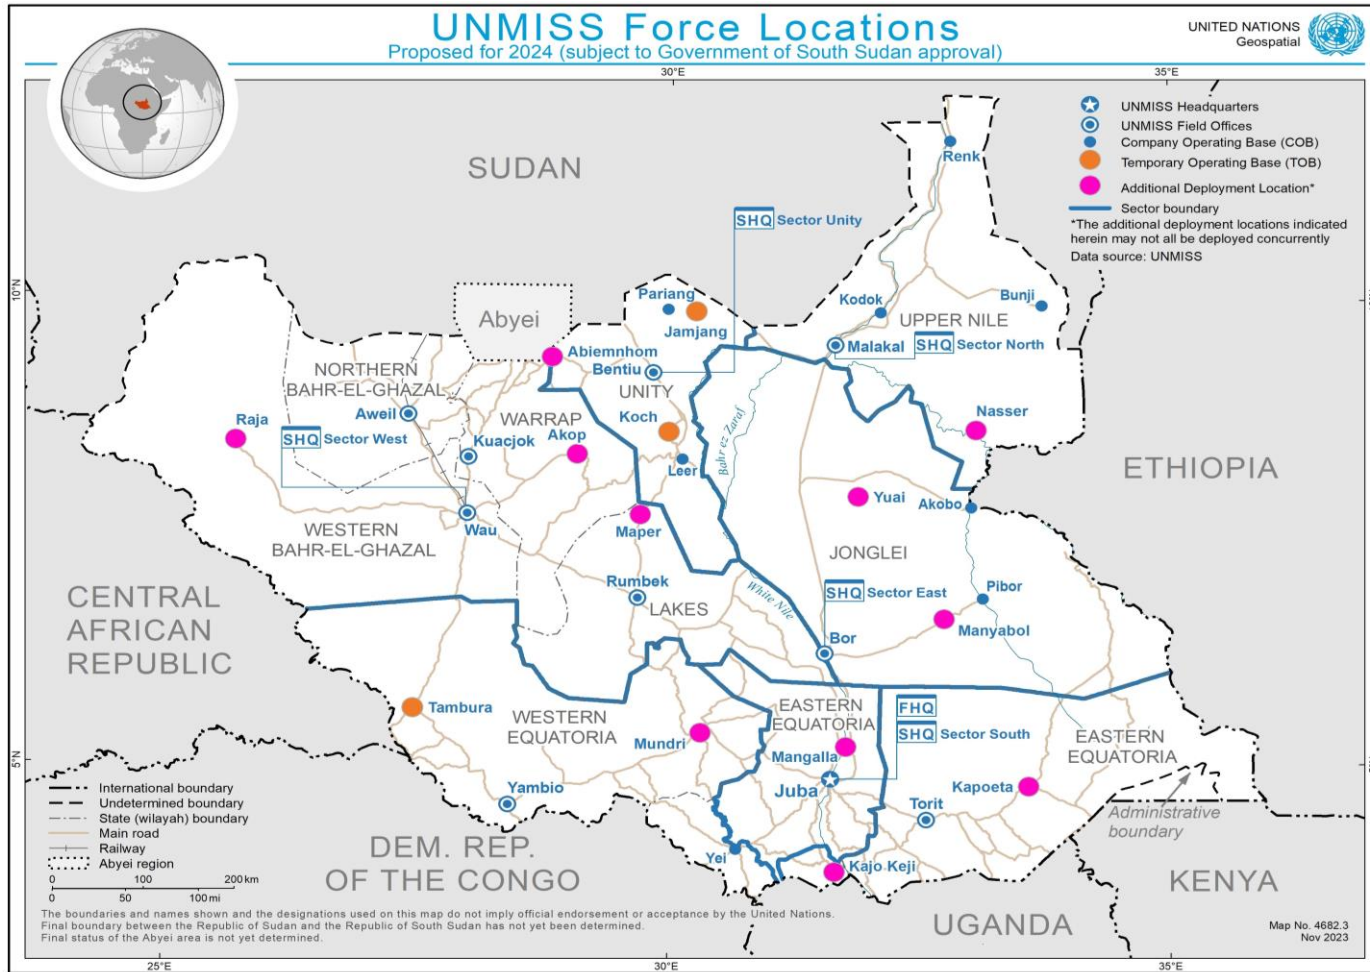 UNMISS Force Locations
Proposed for 2024 (subject to Government of South Sudan approval)
UNITED NATIONS
Geospatial
30°E
35°E
UNMISS Headquarters
UNMISS Field Offices
Company Operating Base (COB)
Temporary Operating Base (TOB)
Additional Deployment Location*
Sector boundary
*The additional deployment locations indicated
herein may not all be deployed concurrently
Data source: UNMISS
SUDAN
Renk
SHQ Sector Unity
10°N
Pariang
Jamjang
Kodok
Bunji
UPPER NILE
Abyei
Malakal
SHQ Sector North
Abiemnhom
Bentiu
UNITY
NORTHERN
BAHR-EL-GHAZAL
Aweil
WARRAP
Raja
SHQ Sector West
Kuacjok
Akop
Koch
Leer
Bahr ez Zaraf
Nasser
ETHIOPIA
Yuai
Akobo
Wau
Maper
WESTERN
BAHR-EL-GHAZAL
JONGLEI
Rumbek
LAKES
White Nile
SHQ Sector East
Pibor
Manyabol
Bor
CENTRAL
AFRICAN
REPUBLIC
Tambura
WESTERN
EQUATORIA
Mundri
EASTERN
EQUATORIA
Mangalla
FHQ
SHQ Sector South
EASTERN
EQUATORIA
5°N
Juba
Kapoeta
Yambio
Torit
Administrative
boundary
Yei
Kajo Keji
DEM. REP.
OF THE CONGO
UGANDA
KENYA
International boundary
Undetermined boundary
State (wilayah) boundary
Main road
Railway
Abyei region
0 100 200 km
0 50 100 mi
The boundaries and names shown and the designations used on this map do not imply official endorsement or acceptance by the United Nations.
Final boundary between the Republic of Sudan and the Republic of South Sudan has not yet been determined.
Final status of the Abyei area is not yet determined.
Map No. 4682.3
Nov 2023
25°E
30°E
35°E